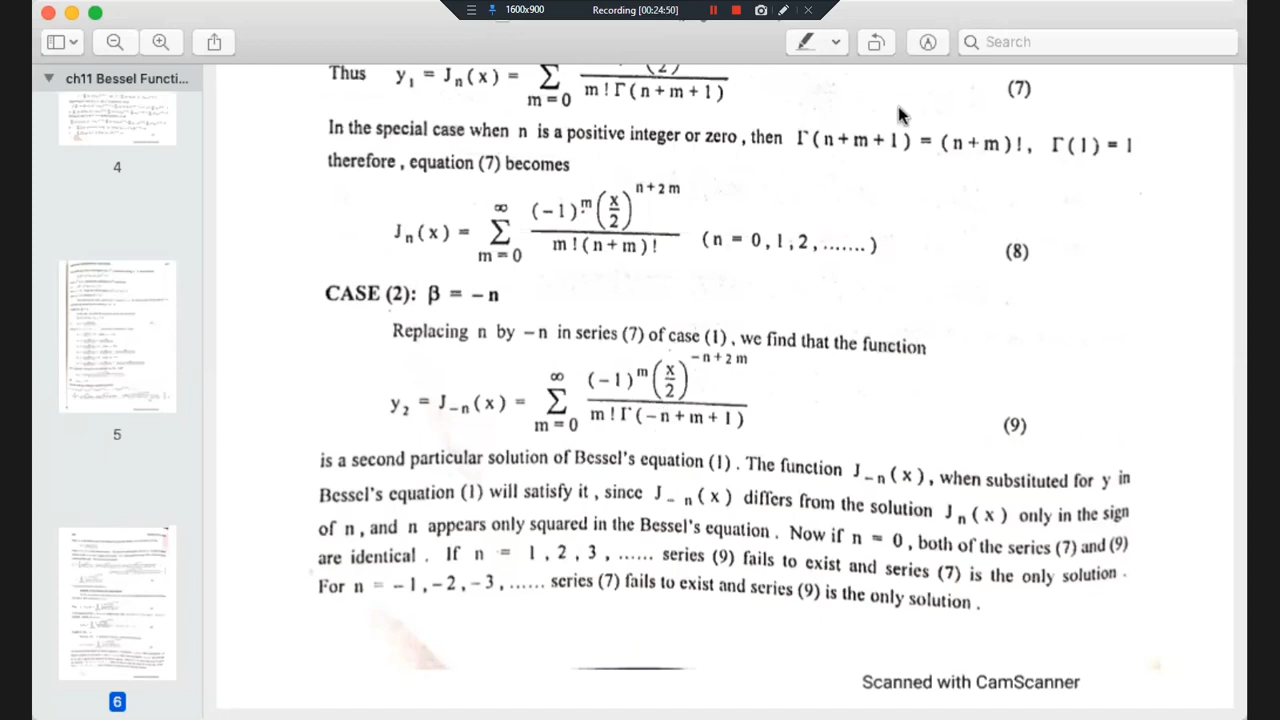 1600x900 Recording [00:24:50]
Search
ch11 Bessel Functi...
4
5
6
Thus y₁ = Jₙ(x) = Σ m=0 (2) / m!Γ(n+m+1) (7)
In the special case when n is a positive integer or zero, then Γ(n+m+1) = (n+m)!, Γ(1) = 1
therefore, equation (7) becomes
Jₙ(x) = Σ m=0 ∞ (-1)^m (x/2)^(n+2m) / m!(n+m)! (n = 0,1,2,.......) (8)
CASE (2): β = -n
Replacing n by -n in series (7) of case (1), we find that the function
y₂ = J₋ₙ(x) = Σ m=0 ∞ (-1)^m (x/2)^(-n+2m) / m!Γ(-n+m+1) (9)
is a second particular solution of Bessel's equation (1). The function J₋ₙ(x), when substituted for y in
Bessel's equation (1) will satisfy it, since J₋ₙ(x) differs from the solution Jₙ(x) only in the sign
of n, and n appears only squared in the Bessel's equation. Now if n = 0, both of the series (7) and (9)
are identical. If n = 1, 2, 3, ...... series (9) fails to exist and series (7) is the only solution.
For n = -1, -2, -3, ...... series (7) fails to exist and series (9) is the only solution.
Scanned with CamScanner